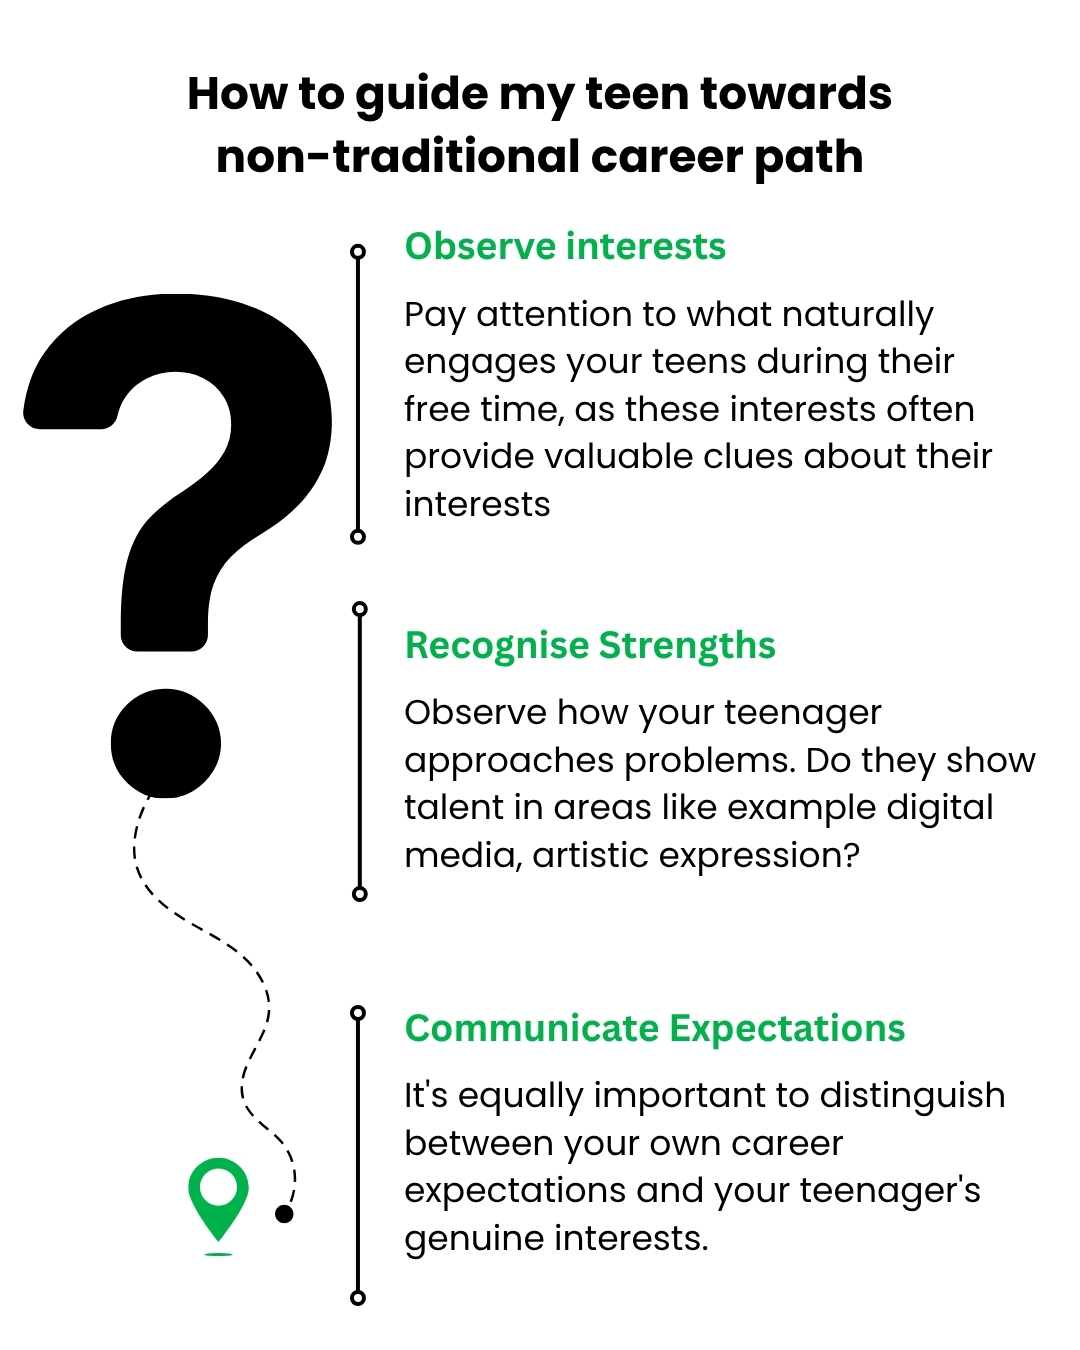 How to guide my teen towards
non-traditional career path
Observe interests
Pay attention to what naturally
engages your teens during their
free time, as these interests often
provide valuable clues about their
interests
Recognise Strengths
Observe how your teenager
approaches problems. Do they show
talent in areas like example digital
media, artistic expression?
Communicate Expectations
It's equally important to distinguish
between your own career
expectations and your teenager's
genuine interests.